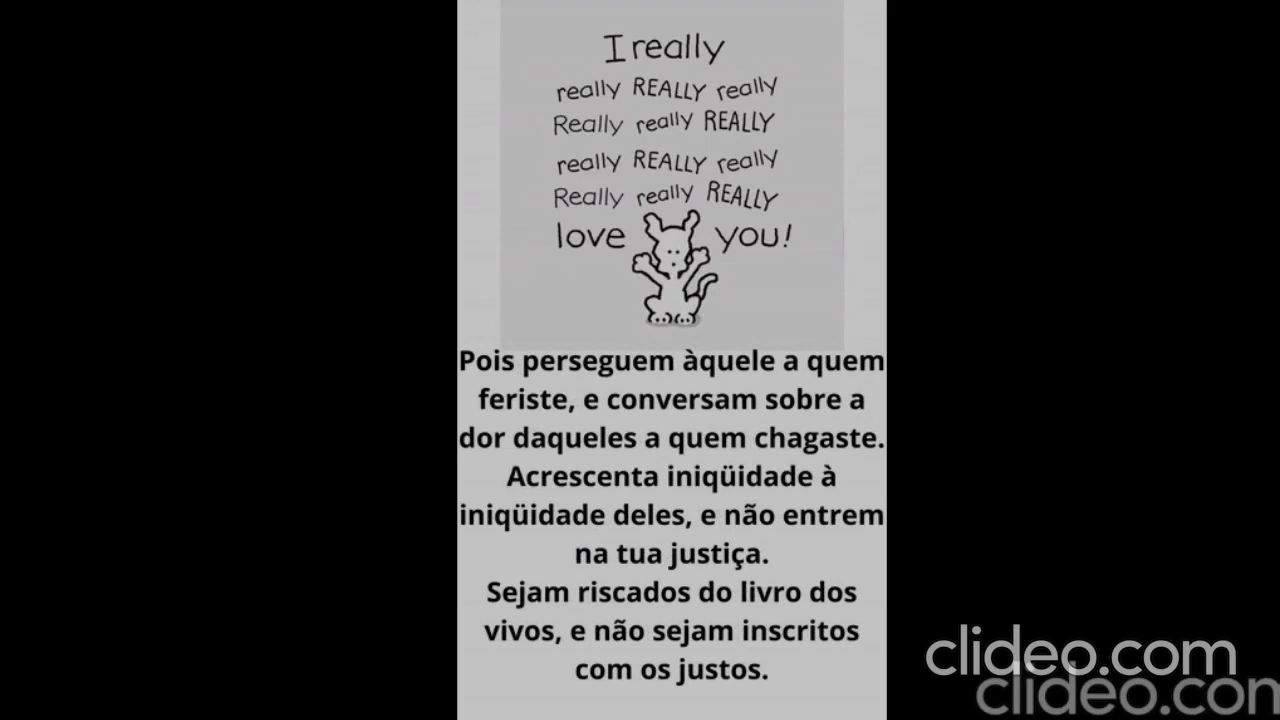 I really
really REALLY really
Really really REALLY
really REALLY really
Really really REALLY
love you!
Pois perseguem àquele a quem
feriste, e conversam sobre a
dor daqueles a quem chagaste.
Acrescenta iniqüidade à
iniqüidade deles, e não entrem
na tua justiça.
Sejam riscados do livro dos
vivos, e não sejam inscritos
com os justos.
clideo.com
clideo.con